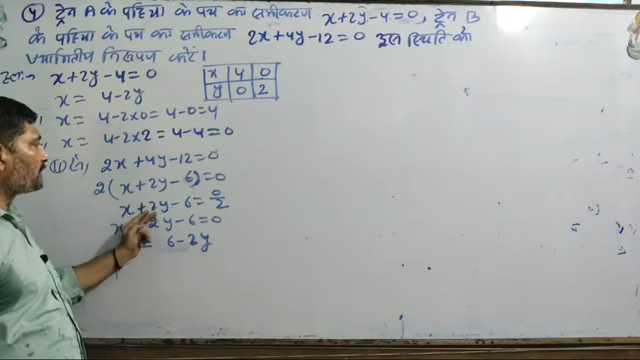 ④ ट्रेन A के पहियों के पथ का समीकरण x+2y-4=0, ट्रेन B
के पहियों के पथ का समीकरण 2x+4y-12=0 इस स्थिति का
ज्यामितीय निरूपण करें।
हल:- x+2y-4=0
x = 4-2y
x = 4-2×0 = 4-0=4
x = 4-2×2 = 4-4=0
x 4 0
y 0 2
2x+4y-12=0
2(x+2y-6)=0
x+2y-6=0/2
2y-6=0
6-2y